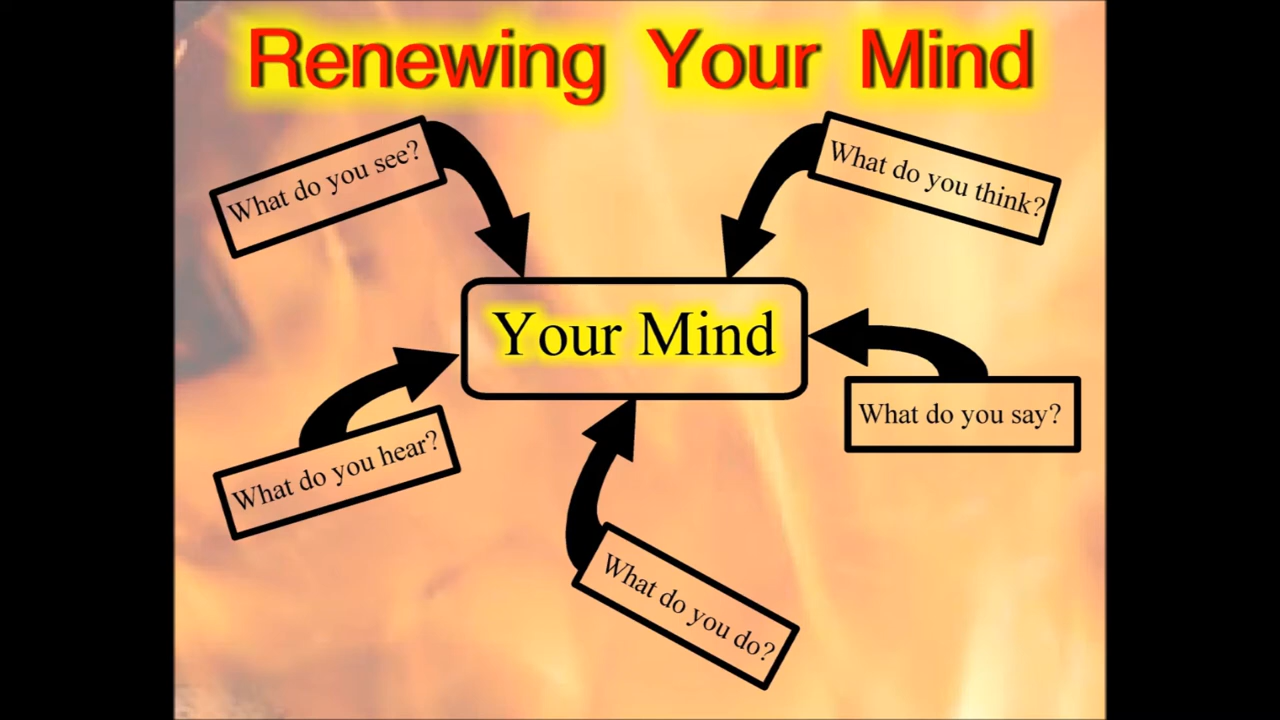 Renewing Your Mind
What do you see?
What do you think?
Your Mind
What do you say?
What do you hear?
What do you do?